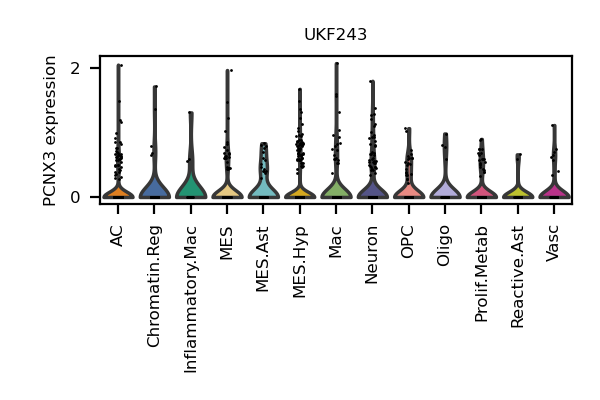 UKF243
PCNX3 expression
2
0
AC
Chromatin.Reg
Inflammatory.Mac
MES
MES.Ast
MES.Hyp
Mac
Neuron
OPC
Oligo
Prolif.Metab
Reactive.Ast
Vasc